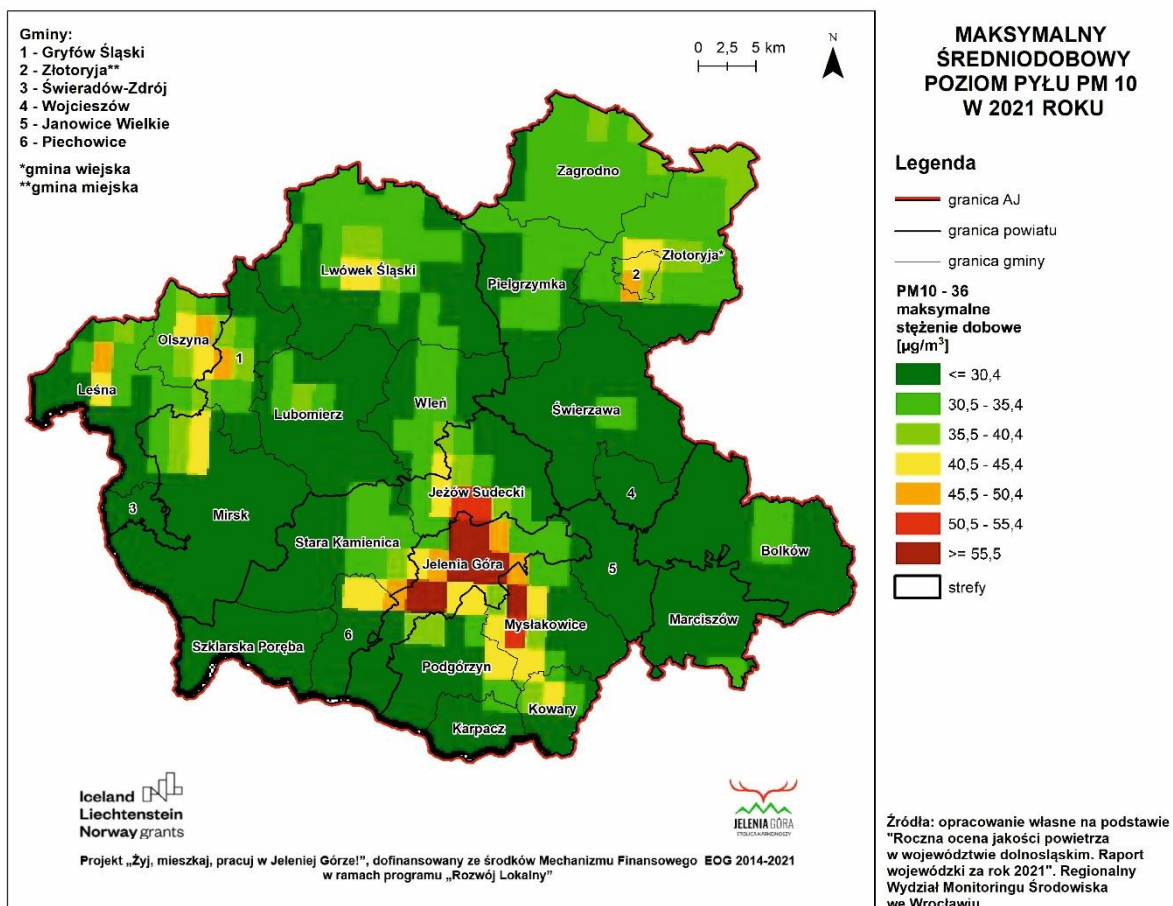 Gminy:
1 - Gryfów Śląski
2 - Złotoryja**
3 - Świeradów-Zdrój
4 - Wojcieszów
5 - Janowice Wielkie
6 - Piechowice
*gmina wiejska
**gmina miejska
0 2,5 5 km
N
Zagrodno
Złotoryja*
2
Lwówek Śląski
Pielgrzymka
Olszyna
1
Leśna
Lubomierz
Wleń
Świerzawa
3
Mirsk
Jeżów Sudecki
4
Stara Kamienica
Jelenia Góra
5
Bolków
6
Mysłakowice
Marciszów
Szklarska Poręba
Podgórzyn
Kowary
Karpacz
Iceland
Liechtenstein
Norway grants
JELENIA GÓRA
STOLICA KARKONOSZY
Projekt „Żyj, mieszkaj, pracuj w Jeleniej Górze!”, dofinansowany ze środków Mechanizmu Finansowego EOG 2014-2021
w ramach programu „Rozwój Lokalny”
MAKSYMALNY
ŚREDNIODOBOWY
POZIOM PYŁU PM 10
W 2021 ROKU
Legenda
granica AJ
granica powiatu
granica gminy
PM10 - 36
maksymalne
stężenie dobowe
[µg/m³]
<= 30,4
30,5 - 35,4
35,5 - 40,4
40,5 - 45,4
45,5 - 50,4
50,5 - 55,4
>= 55,5
strefy
Źródła: opracowanie własne na podstawie
"Roczna ocena jakości powietrza
w województwie dolnosląskim. Raport
wojewódzki za rok 2021". Regionalny
Wydział Monitoringu Środowiska
we Wrocławiu